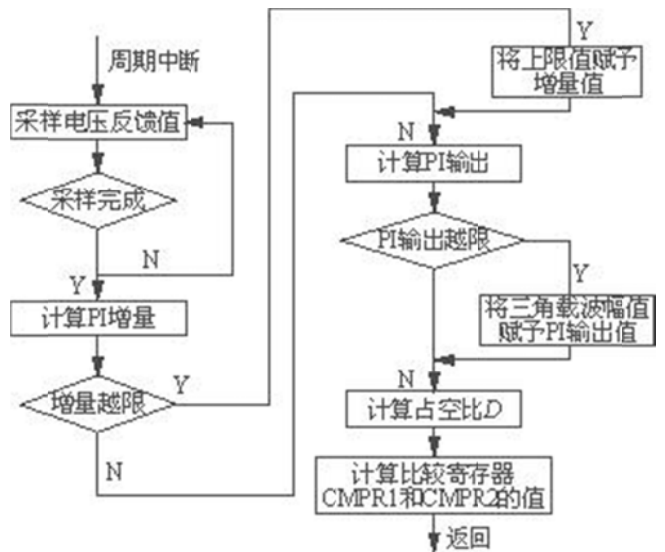 周期中断
采样电压反馈值
采样完成
N
Y
计算PI增量
增量越限
Y
N
Y
将上限值赋予
增量值
N
计算PI输出
PI输出越限
Y
将三角载波幅值
赋予PI输出值
N
计算占空比D
计算比较寄存器
CMPR1和CMPR2的值
返回